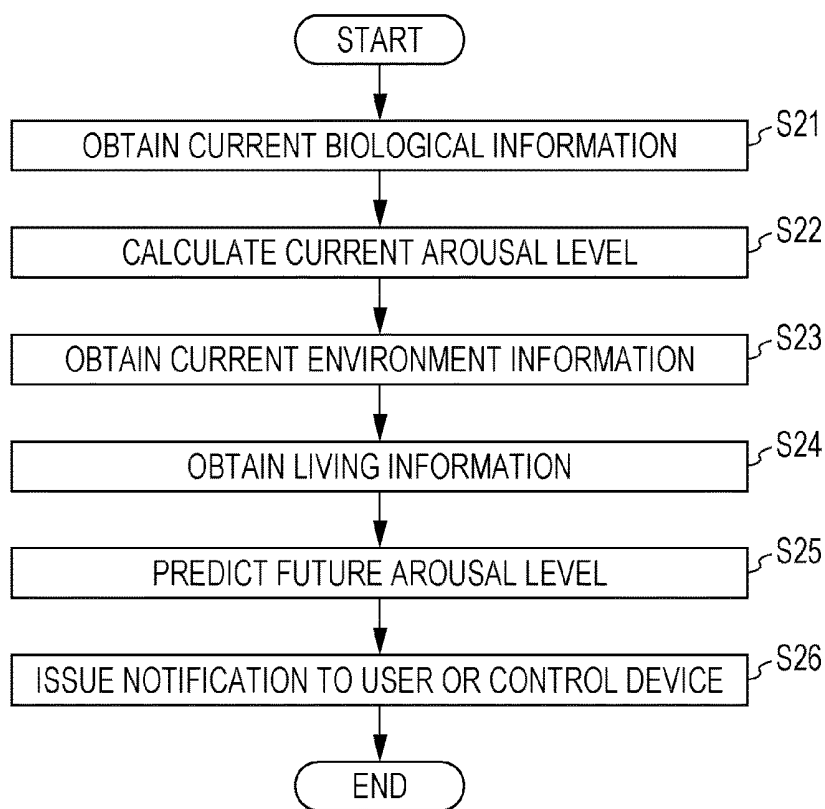 START
S21
OBTAIN CURRENT BIOLOGICAL INFORMATION
S22
CALCULATE CURRENT AROUSAL LEVEL
S23
OBTAIN CURRENT ENVIRONMENT INFORMATION
S24
OBTAIN LIVING INFORMATION
S25
PREDICT FUTURE AROUSAL LEVEL
S26
ISSUE NOTIFICATION TO USER OR CONTROL DEVICE
END